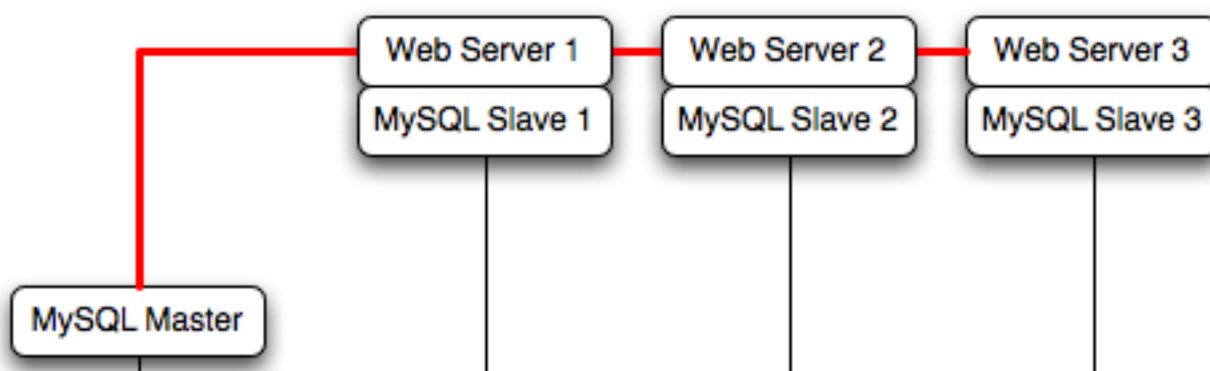 Web Server 1
Web Server 2
Web Server 3
MySQL Slave 1
MySQL Slave 2
MySQL Slave 3
MySQL Master